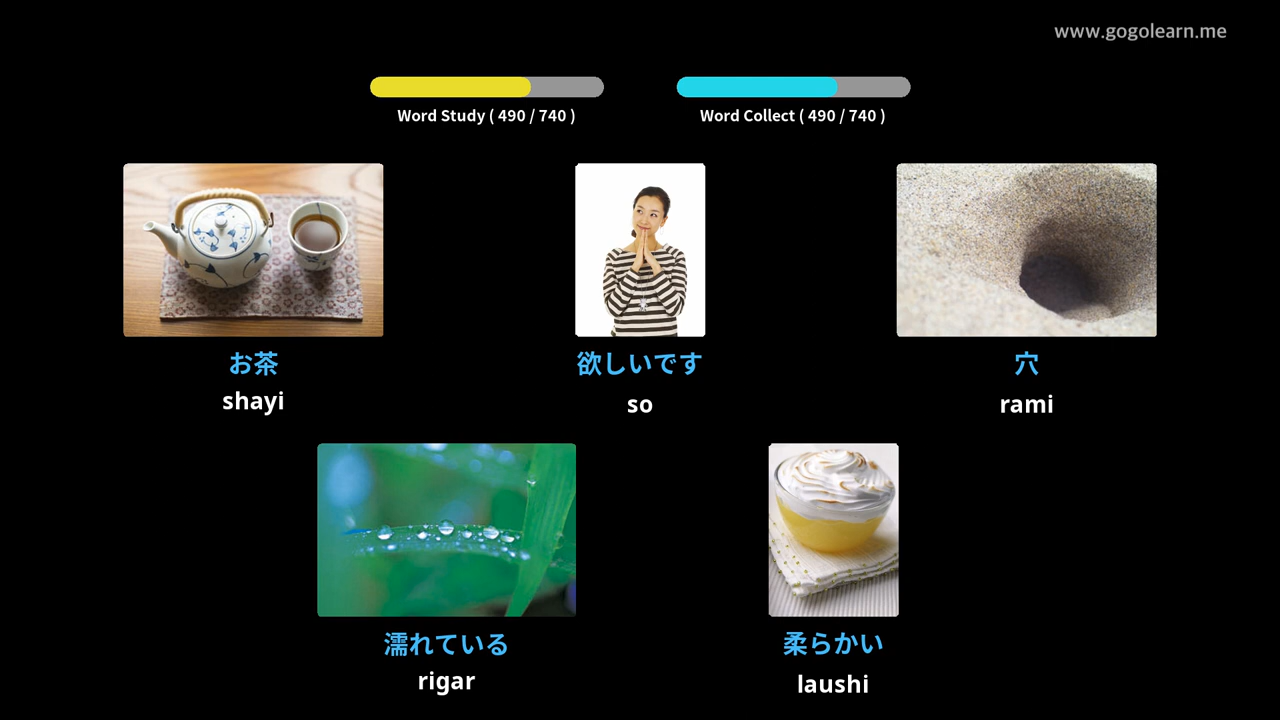 www.gogolearn.me
Word Study ( 490 / 740 )
Word Collect ( 490 / 740 )
お茶
shayi
欲しいです
so
穴
rami
濡れている
rigar
柔らかい
laushi